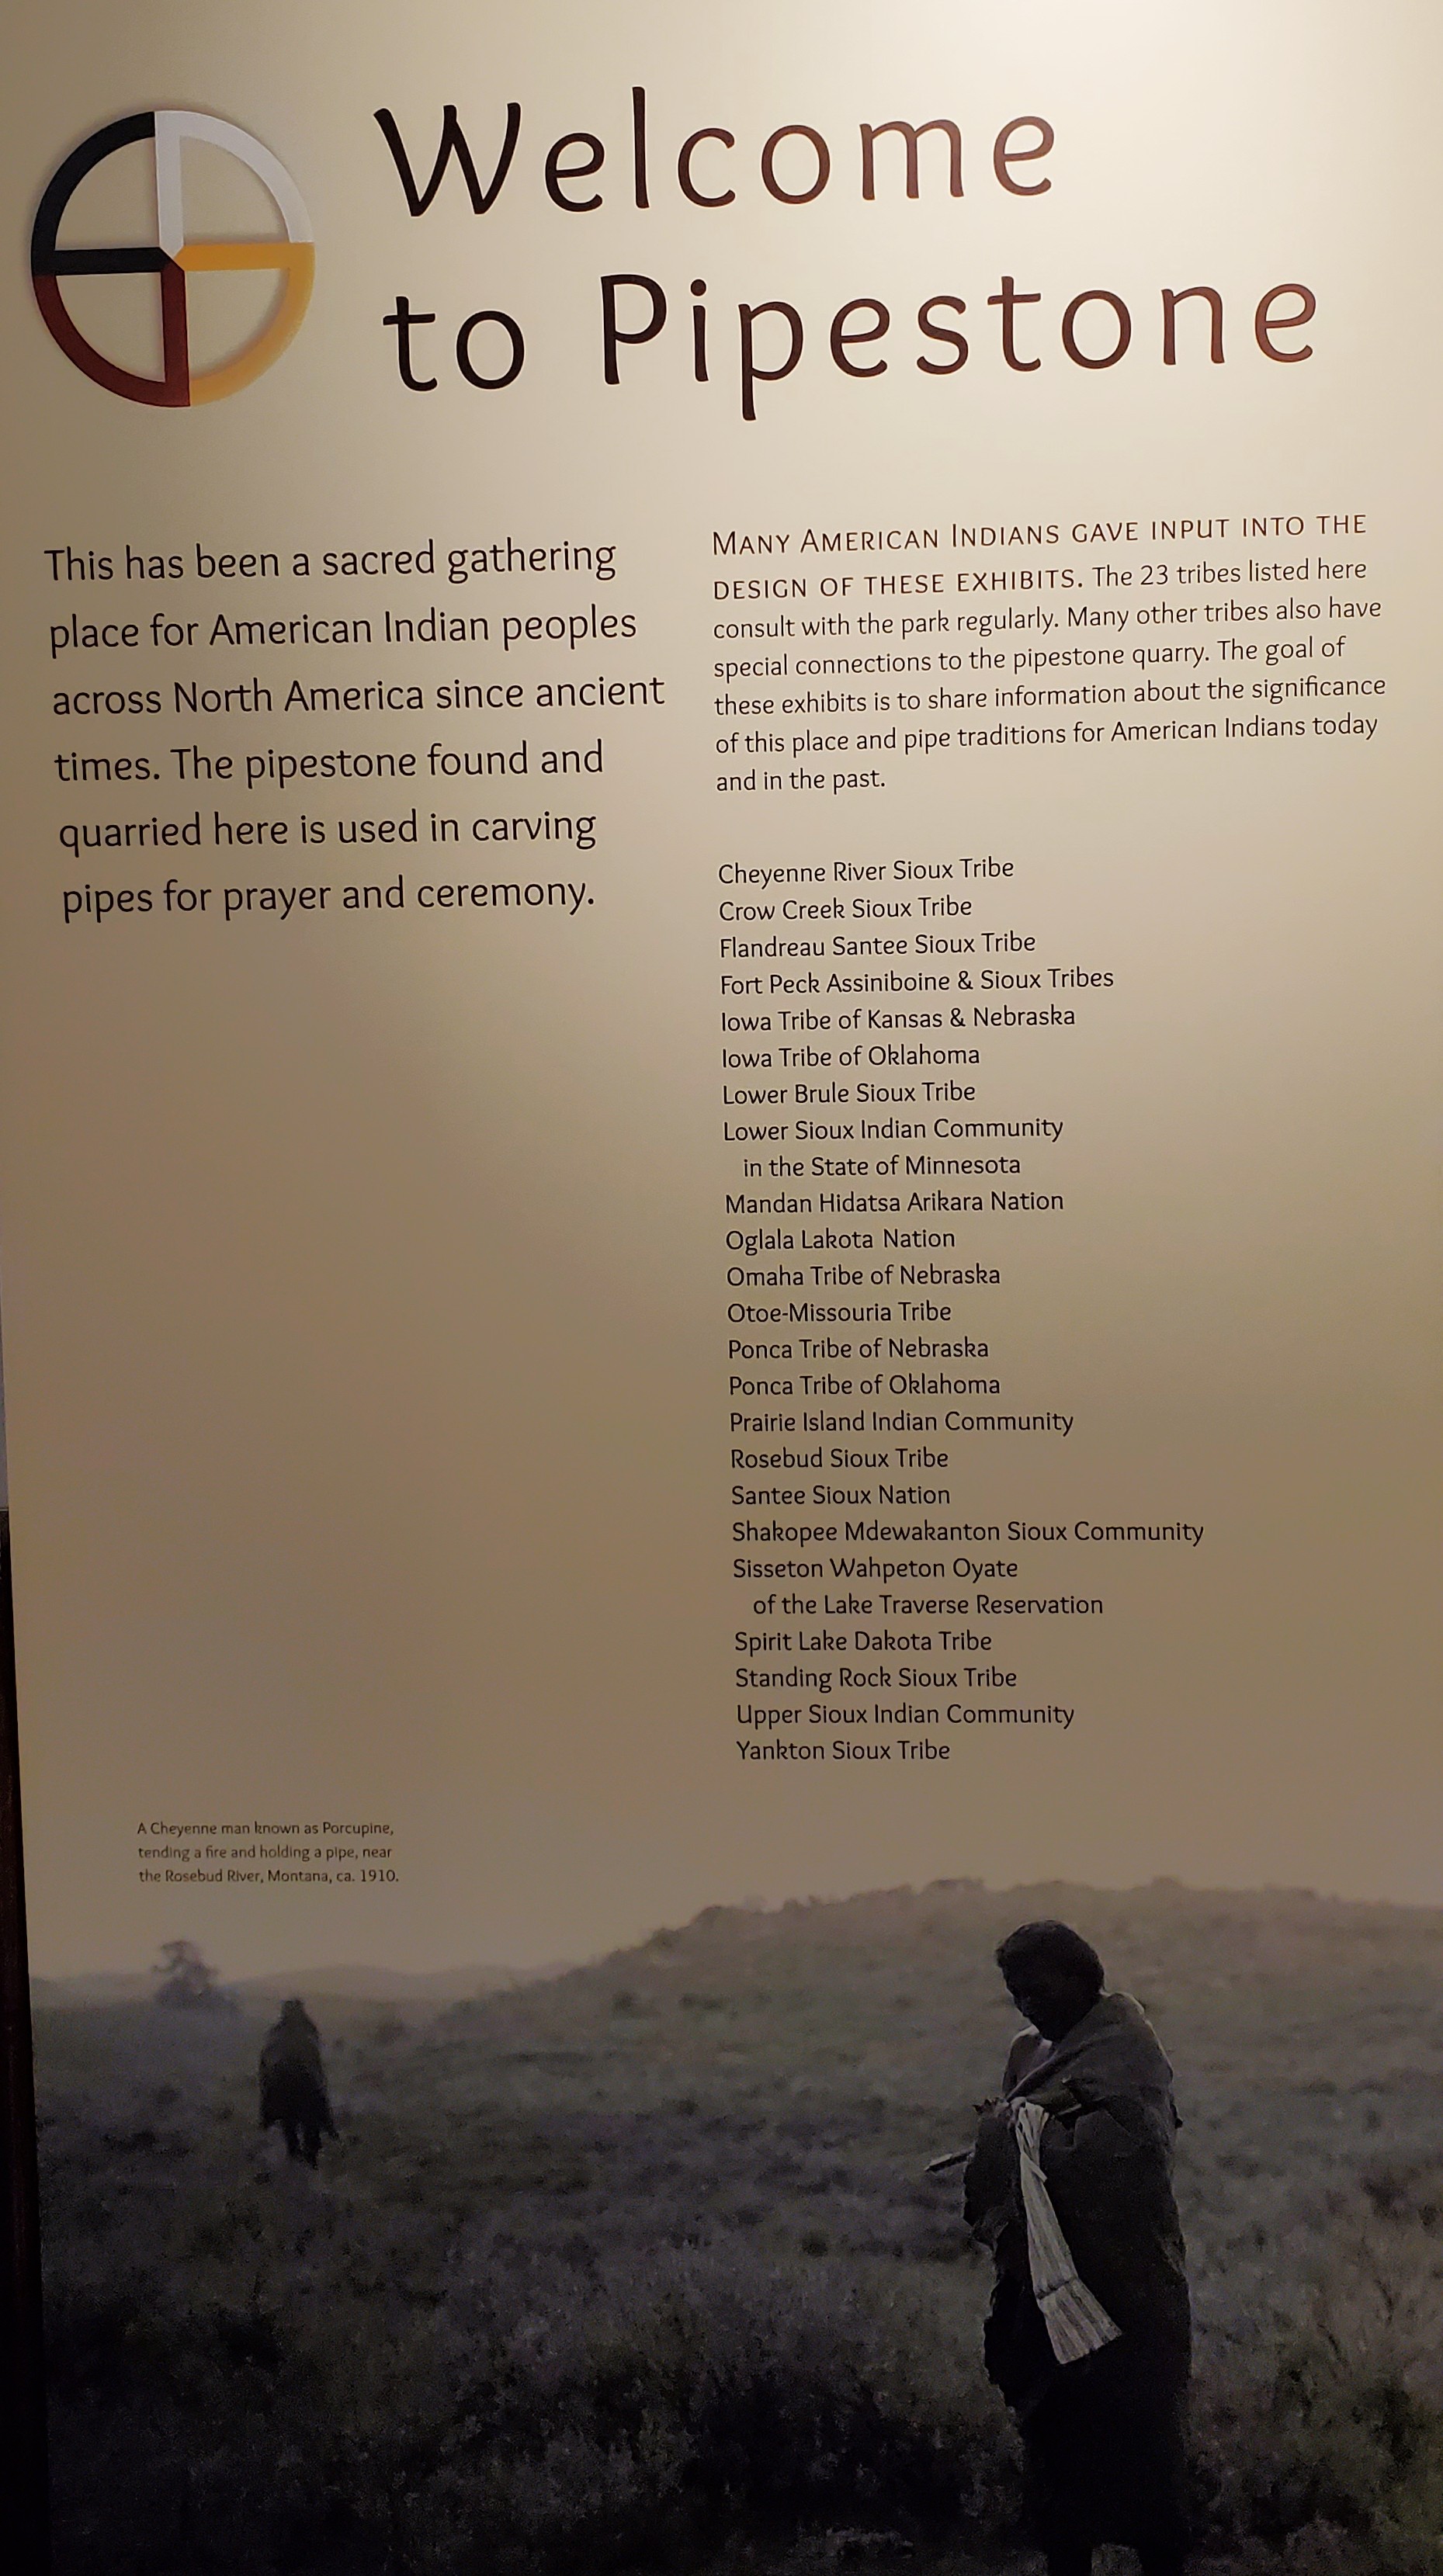 Welcome
to Pipestone
This has been a sacred gathering
place for American Indian peoples
across North America since ancient
times. The pipestone found and
quarried here is used in carving
pipes for prayer and ceremony.
MANY AMERICAN INDIANS GAVE INPUT INTO THE
DESIGN OF THESE EXHIBITS. The 23 tribes listed here
consult with the park regularly. Many other tribes also have
special connections to the pipestone quarry. The goal of
these exhibits is to share information about the significance
of this place and pipe traditions for American Indians today
and in the past.
Cheyenne River Sioux Tribe
Crow Creek Sioux Tribe
Flandreau Santee Sioux Tribe
Fort Peck Assiniboine & Sioux Tribes
Iowa Tribe of Kansas & Nebraska
Iowa Tribe of Oklahoma
Lower Brule Sioux Tribe
Lower Sioux Indian Community
in the State of Minnesota
Mandan Hidatsa Arikara Nation
Oglala Lakota Nation
Omaha Tribe of Nebraska
Otoe-Missouria Tribe
Ponca Tribe of Nebraska
Ponca Tribe of Oklahoma
Prairie Island Indian Community
Rosebud Sioux Tribe
Santee Sioux Nation
Shakopee Mdewakanton Sioux Community
Sisseton Wahpeton Oyate
of the Lake Traverse Reservation
Spirit Lake Dakota Tribe
Standing Rock Sioux Tribe
Upper Sioux Indian Community
Yankton Sioux Tribe
A Cheyenne man known as Porcupine,
tending a fire and holding a pipe, near
the Rosebud River, Montana, ca. 1910.